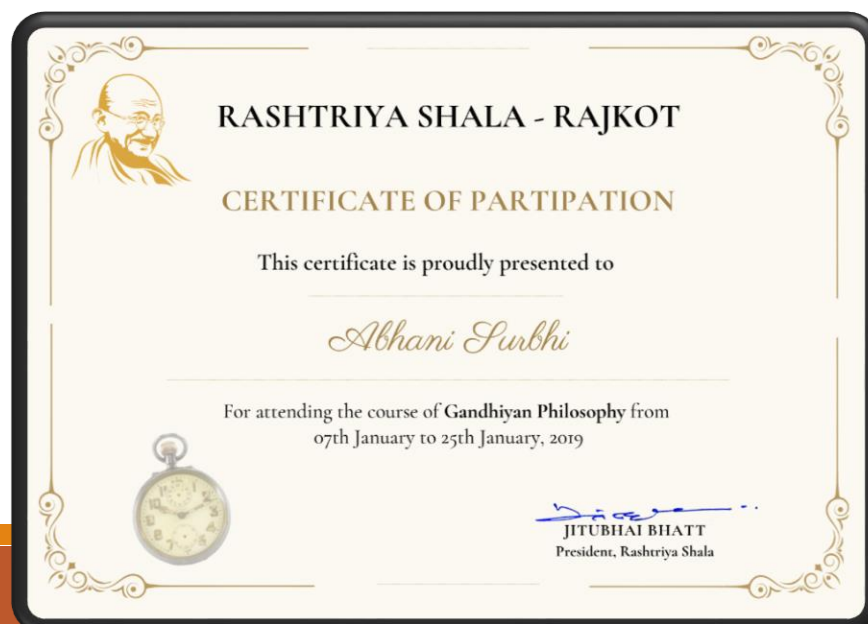 RASHTRIYA SHALA - RAJKOT
CERTIFICATE OF PARTIPATION
This certificate is proudly presented to
Abhani Surbhi
For attending the course of Gandhiyan Philosophy from
07th January to 25th January, 2019
JITUBHAI BHATT
President, Rashtriya Shala